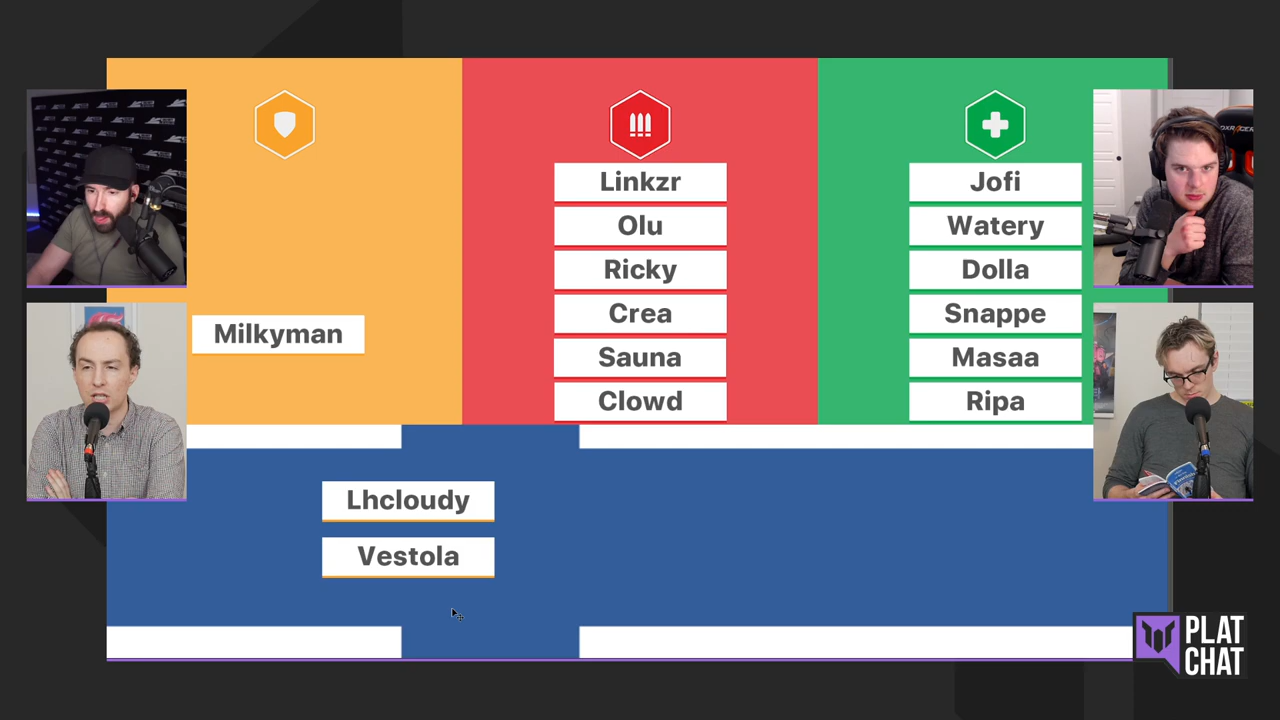 Milkyman
Linkzr
Olu
Ricky
Crea
Sauna
Clowd
Jofi
Watery
Dolla
Snappe
Masaa
Ripa
Lhcloudy
Vestola
PLAT
CHAT